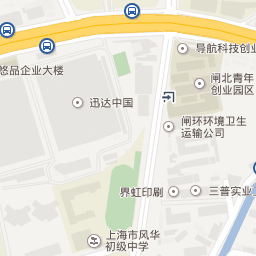 导航科技创业
悠品企业大楼
闸北青年
创业园区
迅达中国
闸环环境卫生
运输公司
界虹印刷
三普实业
上海市风华
初级中学